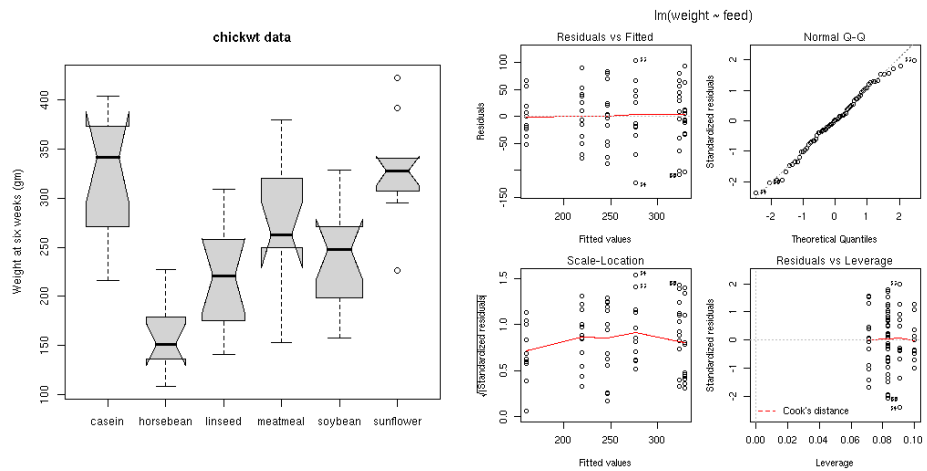 chickwt data
Weight at six weeks (gm)
100 150 200 250 300 350 400
casein horsebean linseed meatmeal soybean sunflower
lm(weight ~ feed)
Residuals vs Fitted
Residuals
-150 -50 0 50 100
200 250 300
Fitted values
Normal Q-Q
Standardized residuals
-2 -1 0 1 2
-2 -1 0 1 2
Theoretical Quantiles
Scale-Location
√|Standardized residuals|
0.0 0.5 1.0 1.5
200 250 300
Fitted values
Residuals vs Leverage
Standardized residuals
-2 -1 0 1 2
Cook's distance
0.00 0.02 0.04 0.06 0.08 0.10
Leverage